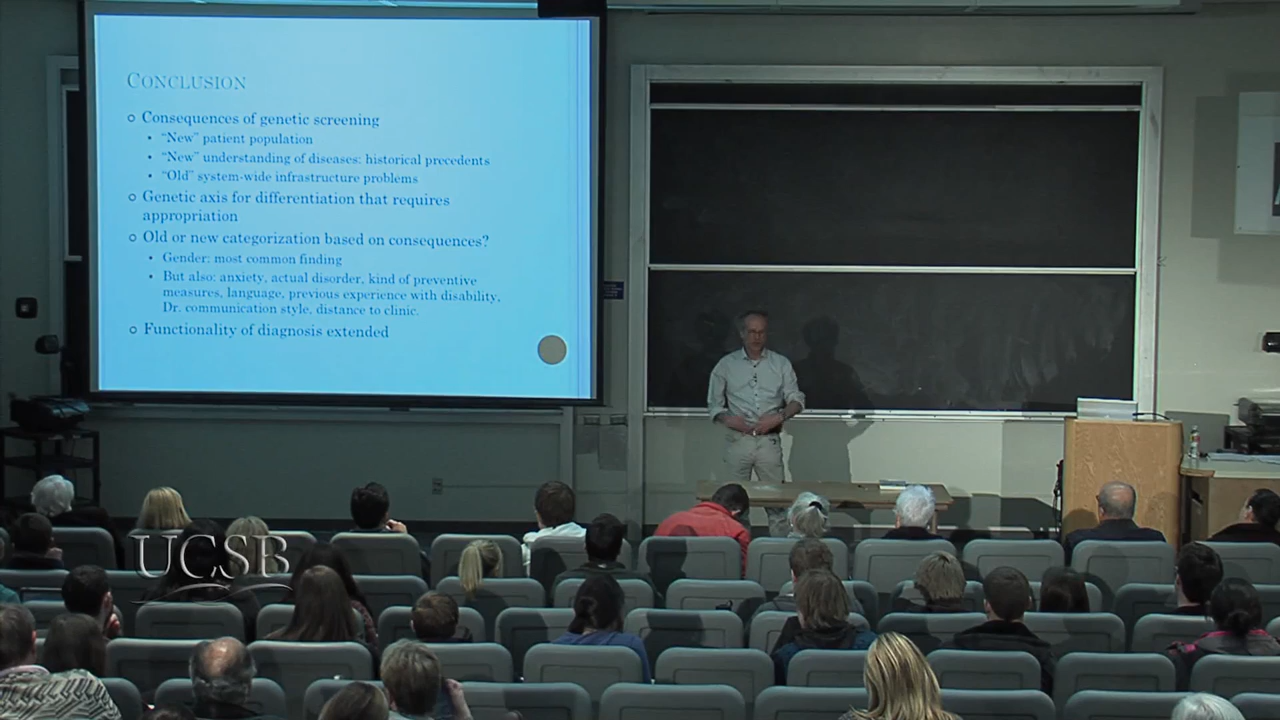 CONCLUSION
Consequences of genetic screening
"New" patient population
"New" understanding of diseases: historical precedents
"Old" system-wide infrastructure problems
Genetic axis for differentiation that requires
appropriation
Old or new categorization based on consequences?
Gender: most common finding
But also: anxiety, actual disorder, kind of preventive
measures, language, previous experience with disability,
Dr. communication style, distance to clinic.
Functionality of diagnosis extended
UCSB